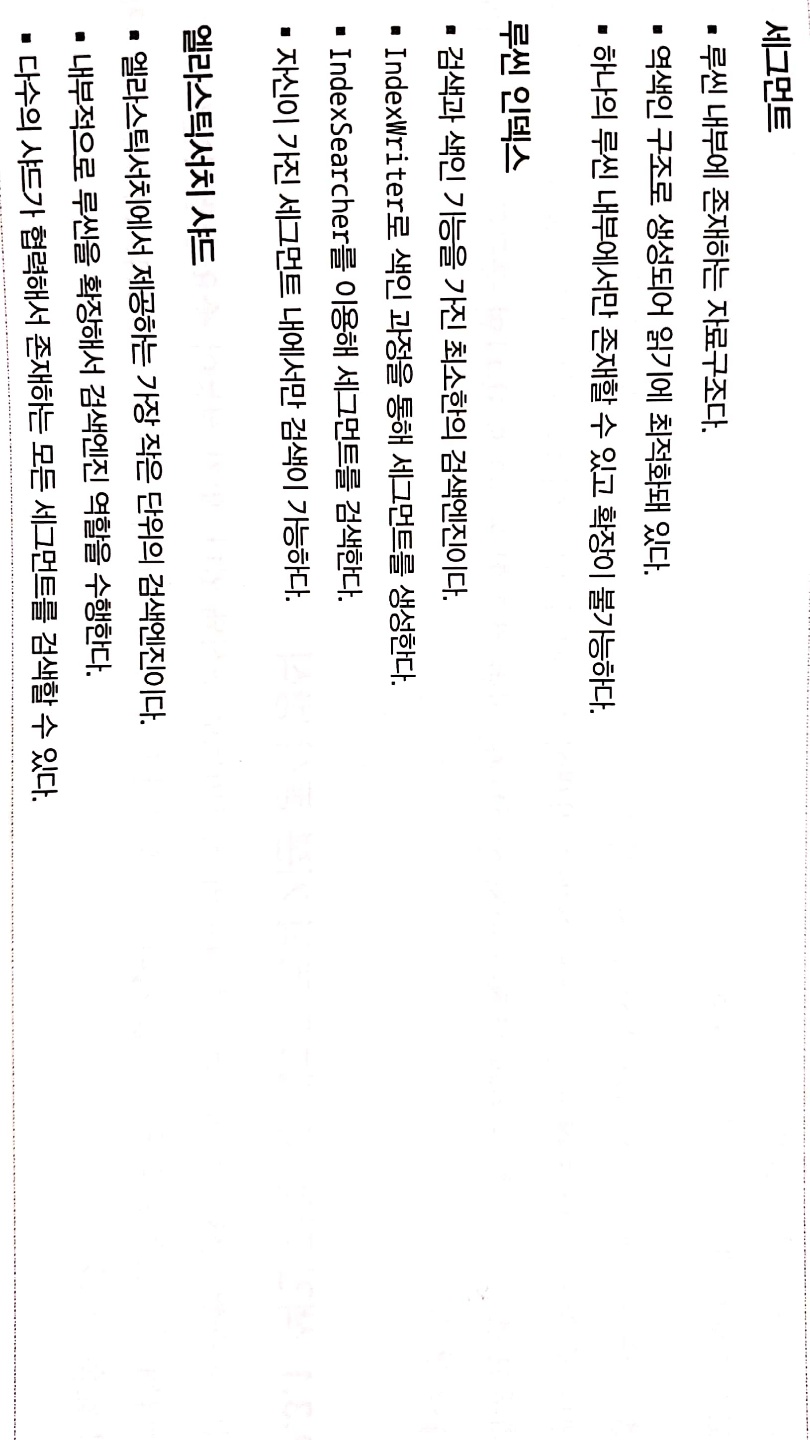 세그먼트
▪ 루씬 내부에 존재하는 자료구조다.
▪ 역색인 구조로 생성되어 읽기에 최적화돼 있다.
▪ 하나의 루씬 내부에서만 존재할 수 있고 확장이 불가능하다.
루씬 인덱스
▪ 검색과 색인 기능을 가진 최소한의 검색엔진이다.
▪ IndexWriter로 색인 과정을 통해 세그먼트를 생성한다.
▪ IndexSearcher를 이용해 세그먼트를 검색한다.
▪ 자신이 가진 세그먼트 내에서만 검색이 가능하다.
엘라스틱서치 샤드
▪ 엘라스틱서치에서 제공하는 가장 작은 단위의 검색엔진이다.
▪ 내부적으로 루씬을 확장해서 검색엔진 역할을 수행한다.
▪ 다수의 샤드가 협력해서 존재하는 모든 세그먼트를 검색할 수 있다.